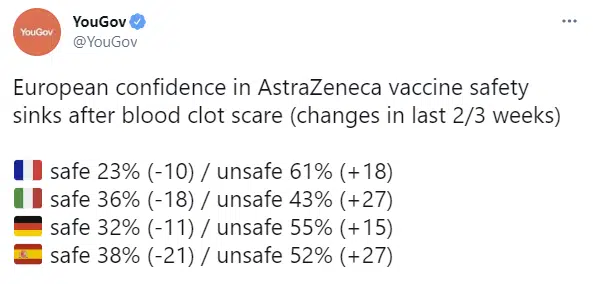 YouGov
YouGov
@YouGov
European confidence in AstraZeneca vaccine safety
sinks after blood clot scare (changes in last 2/3 weeks)
🇫🇷 safe 23% (-10) / unsafe 61% (+18)
🇮🇹 safe 36% (-18) / unsafe 43% (+27)
🇩🇪 safe 32% (-11) / unsafe 55% (+15)
🇪🇸 safe 38% (-21) / unsafe 52% (+27)